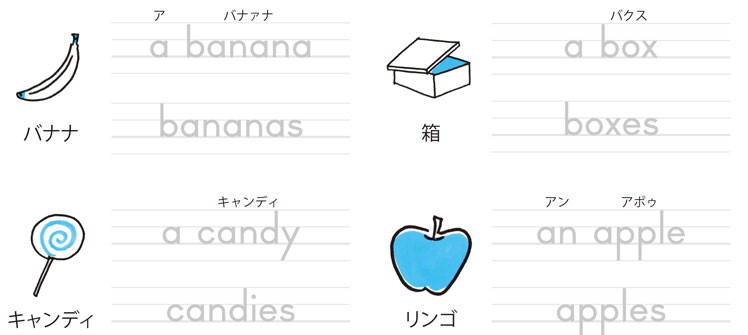 ア バナァナ
a banana
bananas
バナナ
バクス
a box
boxes
箱
キャンディ
a candy
candies
キャンディ
アン アポゥ
an apple
apples
リンゴ